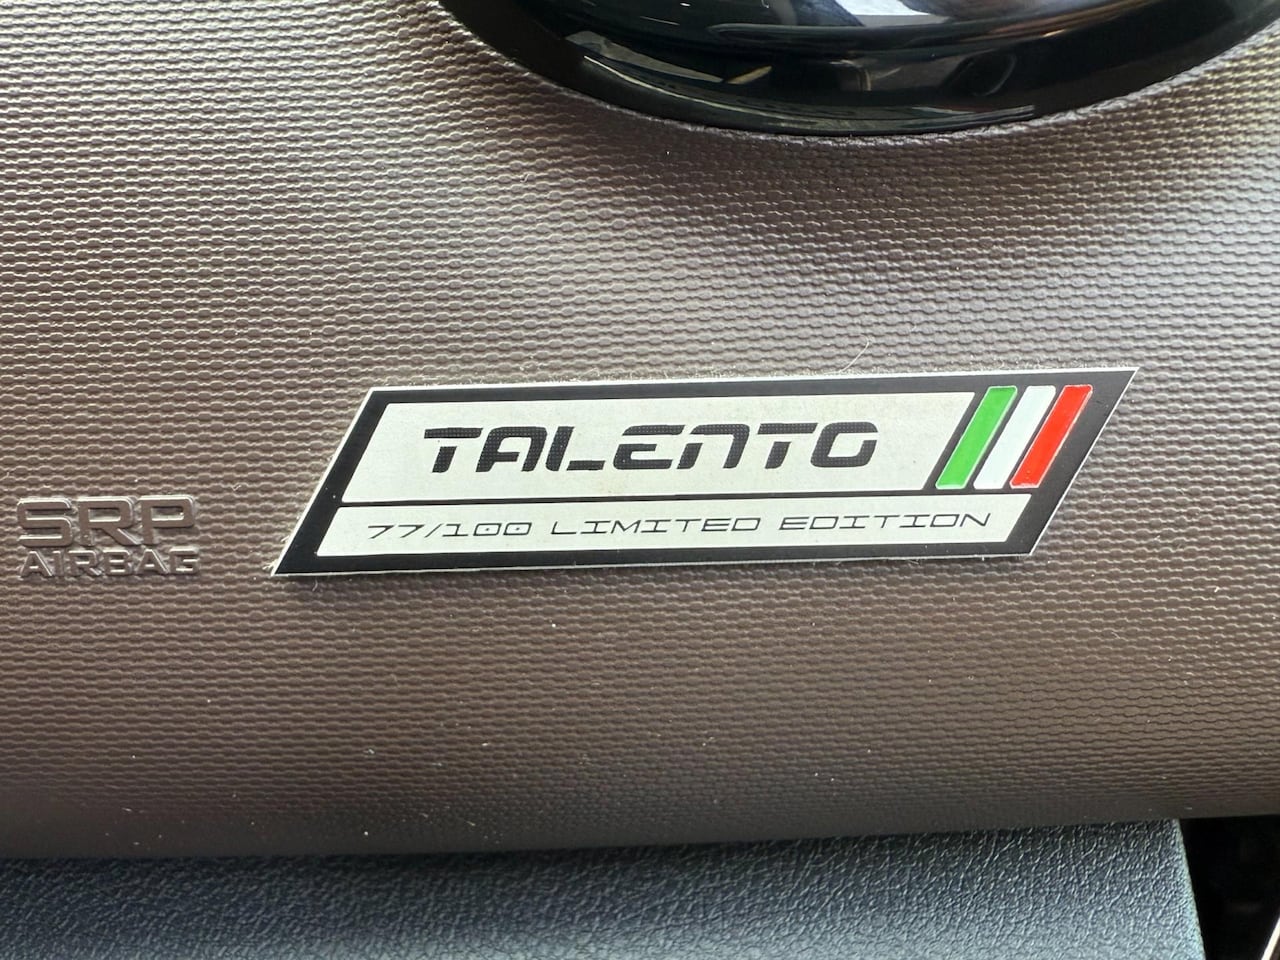 TALENTO
77/100 LIMITED EDITION
SRP
AIRBAG